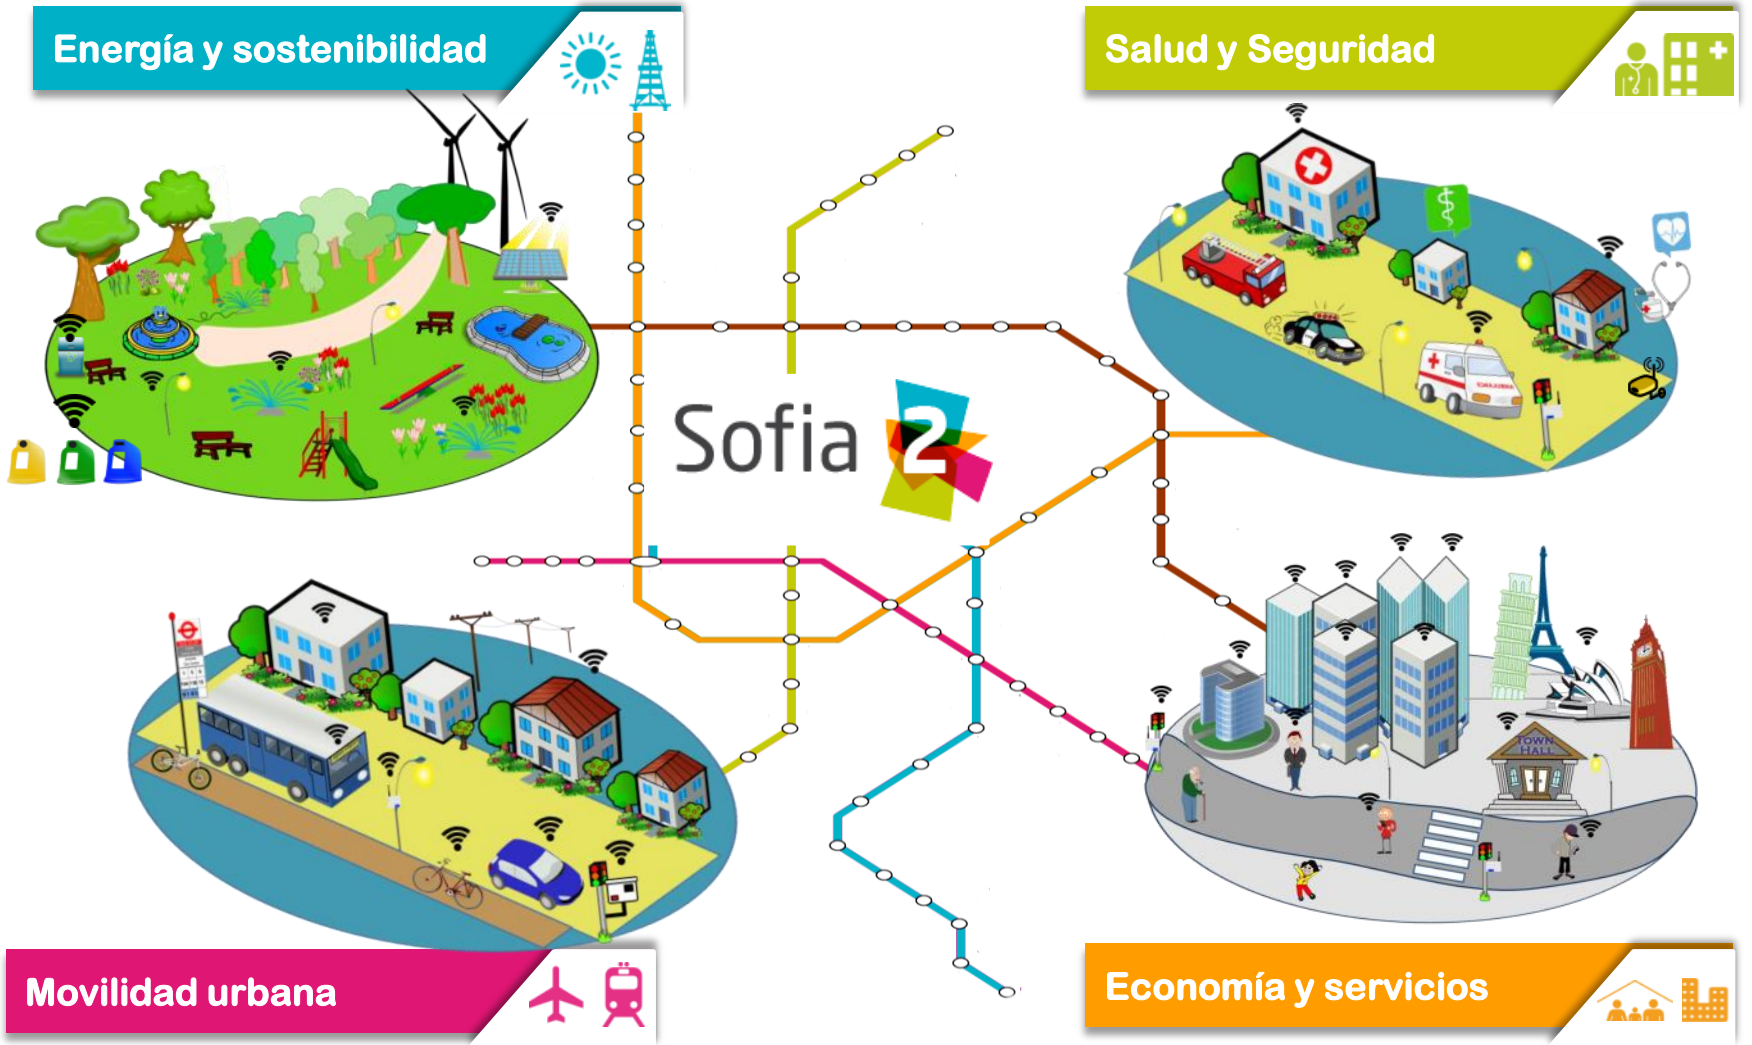 Energía y sostenibilidad
Salud y Seguridad
Sofia 2
TOWN
HALL
Movilidad urbana
Economía y servicios